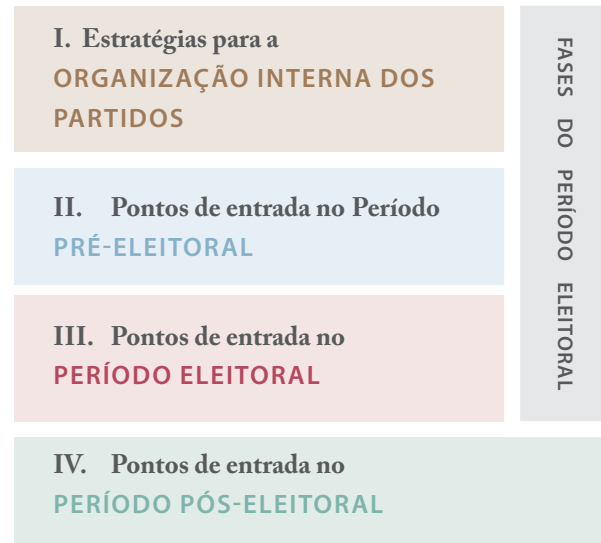 I. Estratégias para a
ORGANIZAÇÃO INTERNA DOS
PARTIDOS
II. Pontos de entrada no Período
PRÉ-ELEITORAL
III. Pontos de entrada no
PERÍODO ELEITORAL
IV. Pontos de entrada no
PERÍODO PÓS-ELEITORAL
FASES DO PERÍODO ELEITORAL